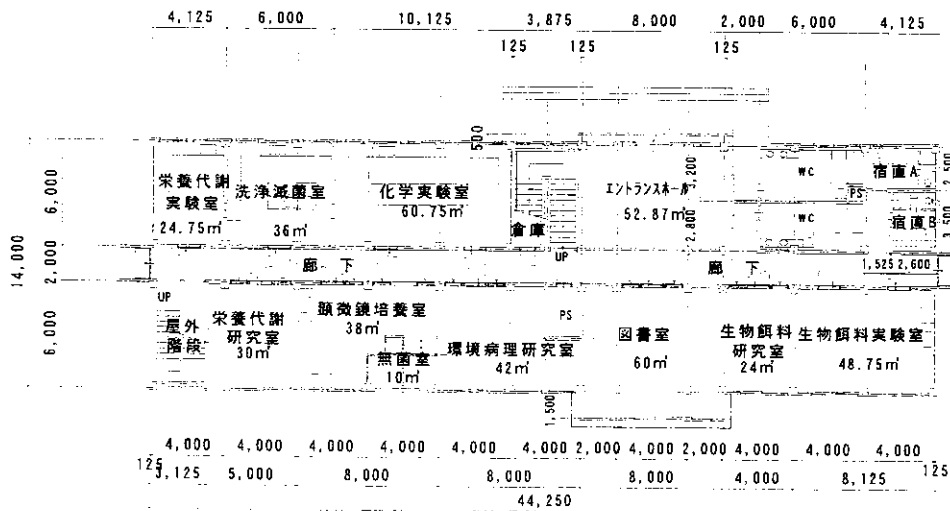 4,125 6,000 10,125 3,875 8,000 2,000 6,000 4,125
125 125 125
500
栄養代謝
実験室
24.75㎡
洗浄滅菌室
36㎡
化学実験室
60.75㎡
倉庫
UP
エントランスホール
52.87㎡
2,800
WC
WC
PS
宿直A
宿直B
3,500
6,000
2,000
6,000
14,000
廊下
廊下
1,525 2,600
UP
屋外
階段
栄養代謝
研究室
30㎡
顕微鏡培養室
38㎡
無菌室
10㎡
PS
環境病理研究室
42㎡
図書室
60㎡
生物餌料
研究室
24㎡
生物餌料実験室
48.75㎡
1,500
4,000 4,000 4,000 4,000 4,000 4,000 2,000 4,000 2,000 4,000 4,000 4,000
125 3,125 5,000 8,000 8,000 8,000 4,000 8,125 125
44,250